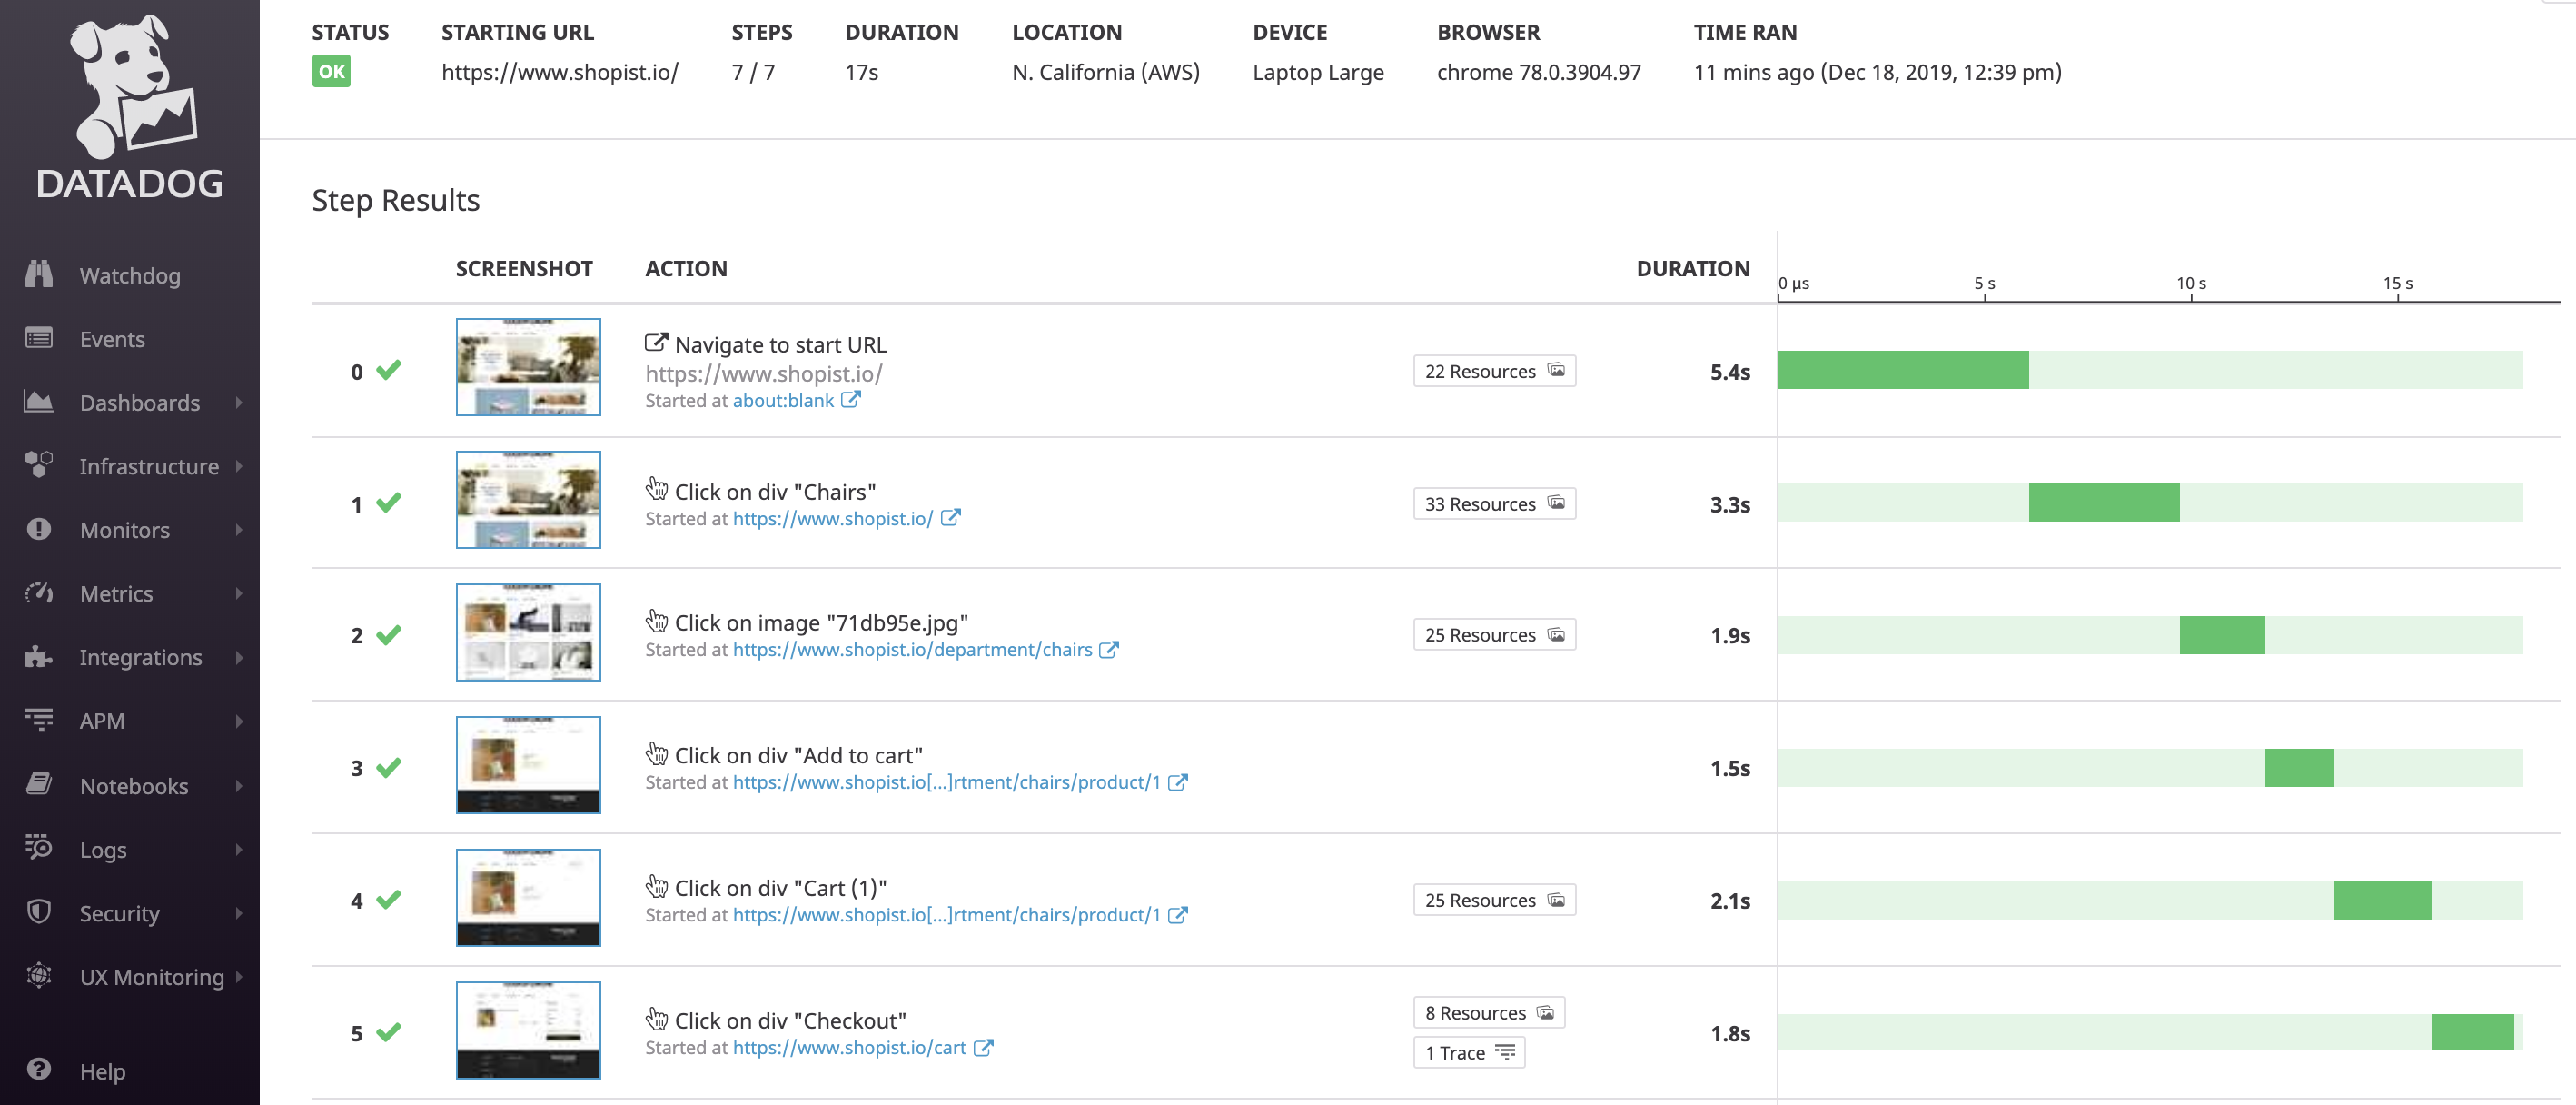 DATADOG
Watchdog
Events
Dashboards
Infrastructure
Monitors
Metrics
Integrations
APM
Notebooks
Logs
Security
UX Monitoring
Help
STATUS STARTING URL STEPS DURATION LOCATION DEVICE BROWSER TIME RAN
OK https://www.shopist.io/ 7 / 7 17s N. California (AWS) Laptop Large chrome 78.0.3904.97 11 mins ago (Dec 18, 2019, 12:39 pm)
Step Results
SCREENSHOT ACTION DURATION
0 µs 5 s 10 s 15 s
Navigate to start URL
0 https://www.shopist.io/ 22 Resources 5.4s
Started at about:blank
Click on div "Chairs"
1 33 Resources 3.3s
Started at https://www.shopist.io/
Click on image "71db95e.jpg"
2 25 Resources 1.9s
Started at https://www.shopist.io/department/chairs
Click on div "Add to cart"
3 1.5s
Started at https://www.shopist.io[...]rtment/chairs/product/1
Click on div "Cart (1)"
4 25 Resources 2.1s
Started at https://www.shopist.io[...]rtment/chairs/product/1
Click on div "Checkout" 8 Resources
5 1.8s
Started at https://www.shopist.io/cart 1 Trace